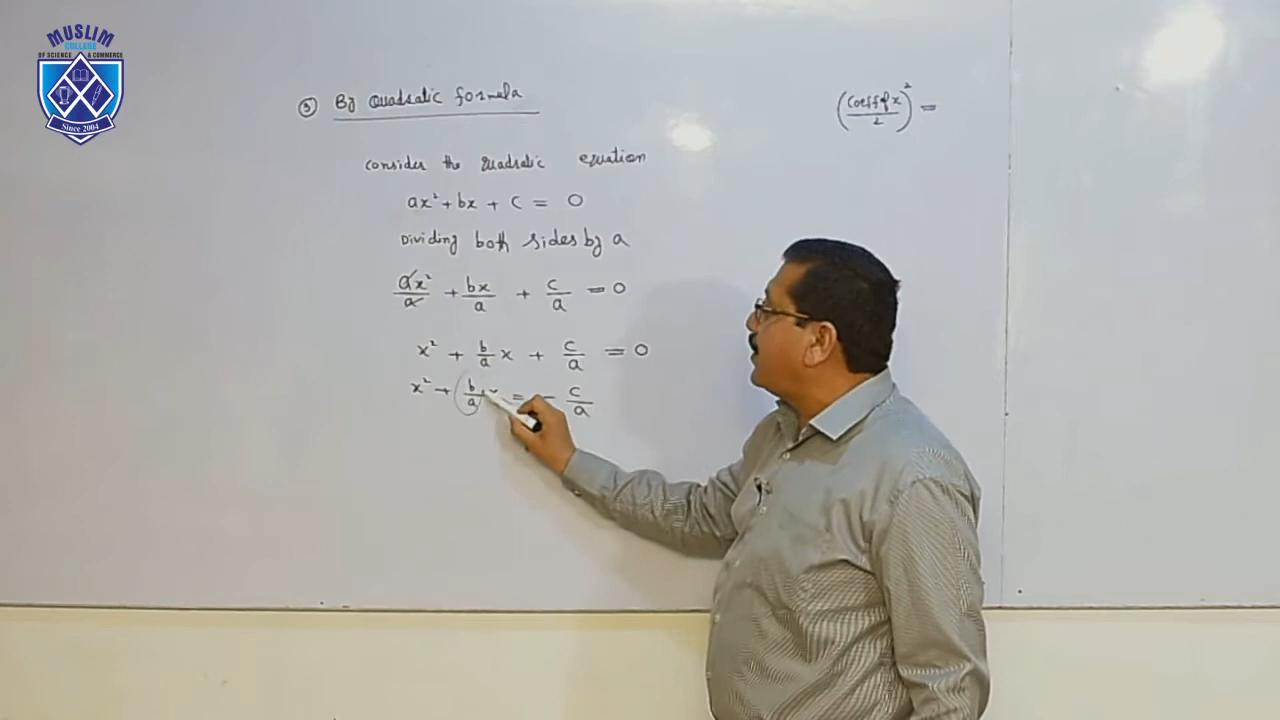 MUSLIM
COLLEGE
OF SCIENCE & COMMERCE
Since 2004
(3) By Quadratic formula
(coeff of x / 2)² =
Consider the quadratic equation
ax² + bx + c = 0
Dividing both sides by a
ax²/a + bx/a + c/a = 0
x² + b/a x + c/a = 0
x² + (b/a x = - c/a